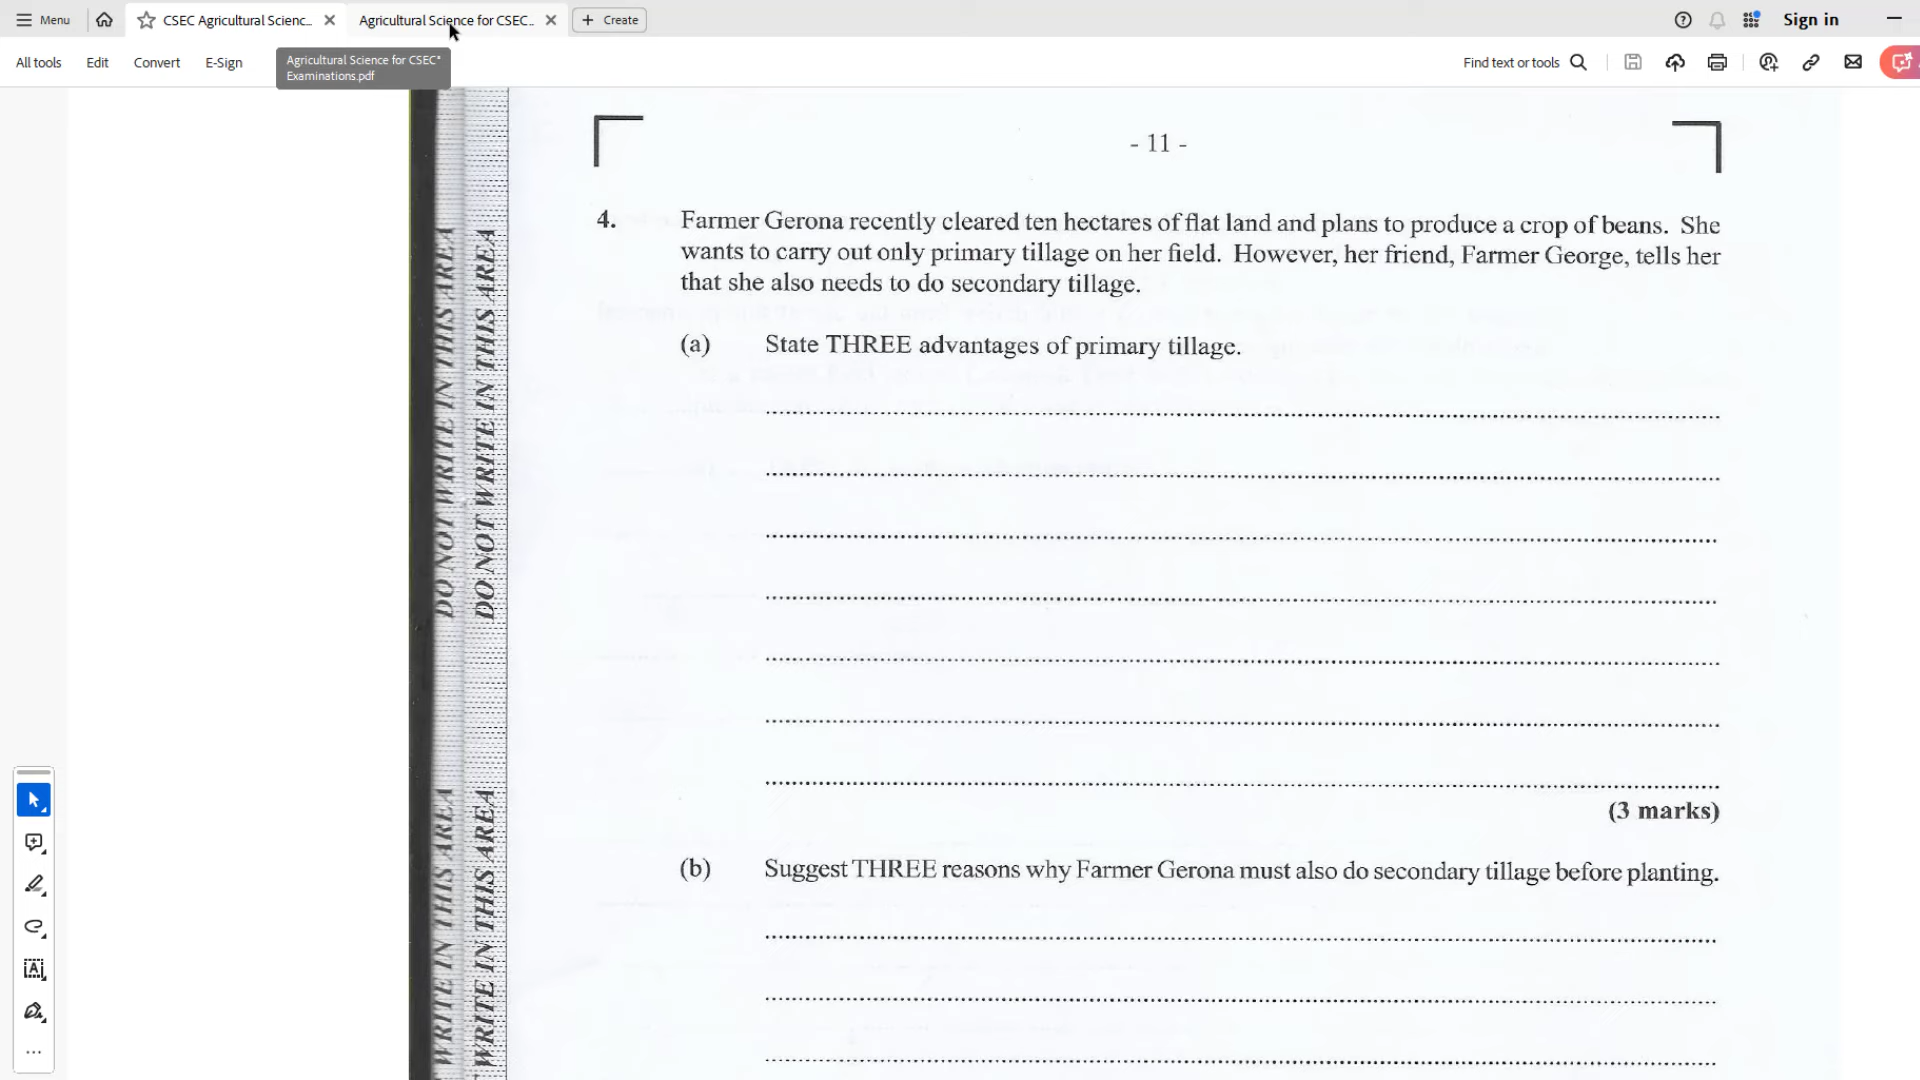 Menu
CSEC Agricultural Scienc...
Agricultural Science for CSEC..
Create
Sign in
All tools
Edit
Convert
E-Sign
Agricultural Science for CSEC®
Examinations.pdf
Find text or tools
- 11 -
4. Farmer Gerona recently cleared ten hectares of flat land and plans to produce a crop of beans. She
wants to carry out only primary tillage on her field. However, her friend, Farmer George, tells her
that she also needs to do secondary tillage.
(a) State THREE advantages of primary tillage.
(3 marks)
(b) Suggest THREE reasons why Farmer Gerona must also do secondary tillage before planting.
DO NOT WRITE IN THIS AREA
DO NOT WRITE IN THIS AREA
WRITE IN THIS AREA
WRITE IN THIS AREA